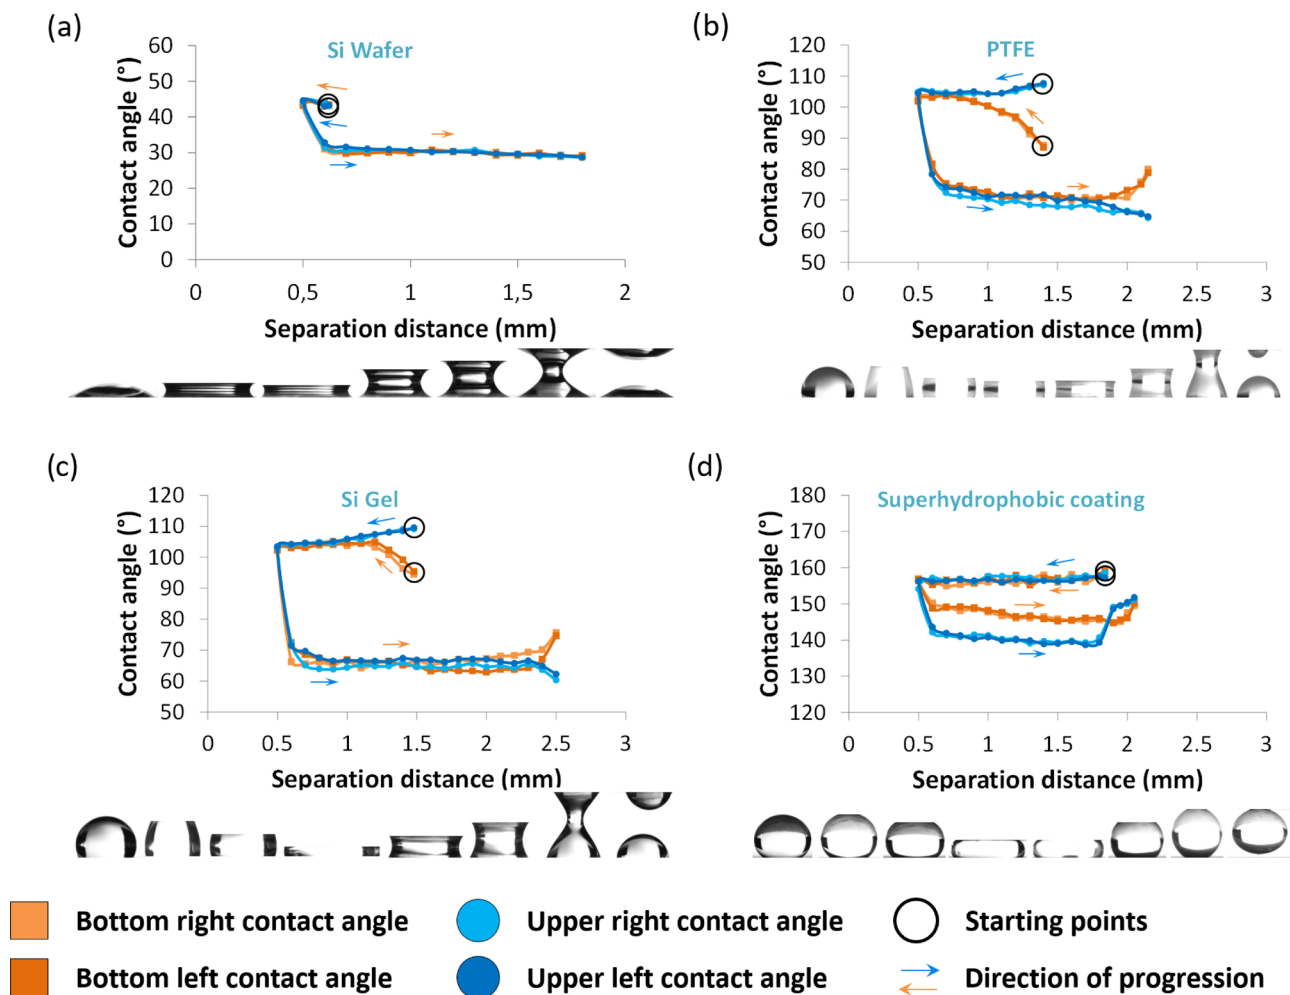 (a)
Si Wafer
Contact angle (°)
60
50
40
30
20
10
0
0
0,5
1
1,5
2
Separation distance (mm)
(b)
PTFE
Contact angle (°)
120
110
100
90
80
70
60
50
0
0.5
1
1.5
2
2.5
3
Separation distance (mm)
(c)
Si Gel
Contact angle (°)
120
110
100
90
80
70
60
50
0
0.5
1
1.5
2
2.5
3
Separation distance (mm)
(d)
Superhydrophobic coating
Contact angle (°)
180
170
160
150
140
130
120
0
0.5
1
1.5
2
2.5
3
Separation distance (mm)
Bottom right contact angle
Upper right contact angle
Starting points
Bottom left contact angle
Upper left contact angle
Direction of progression